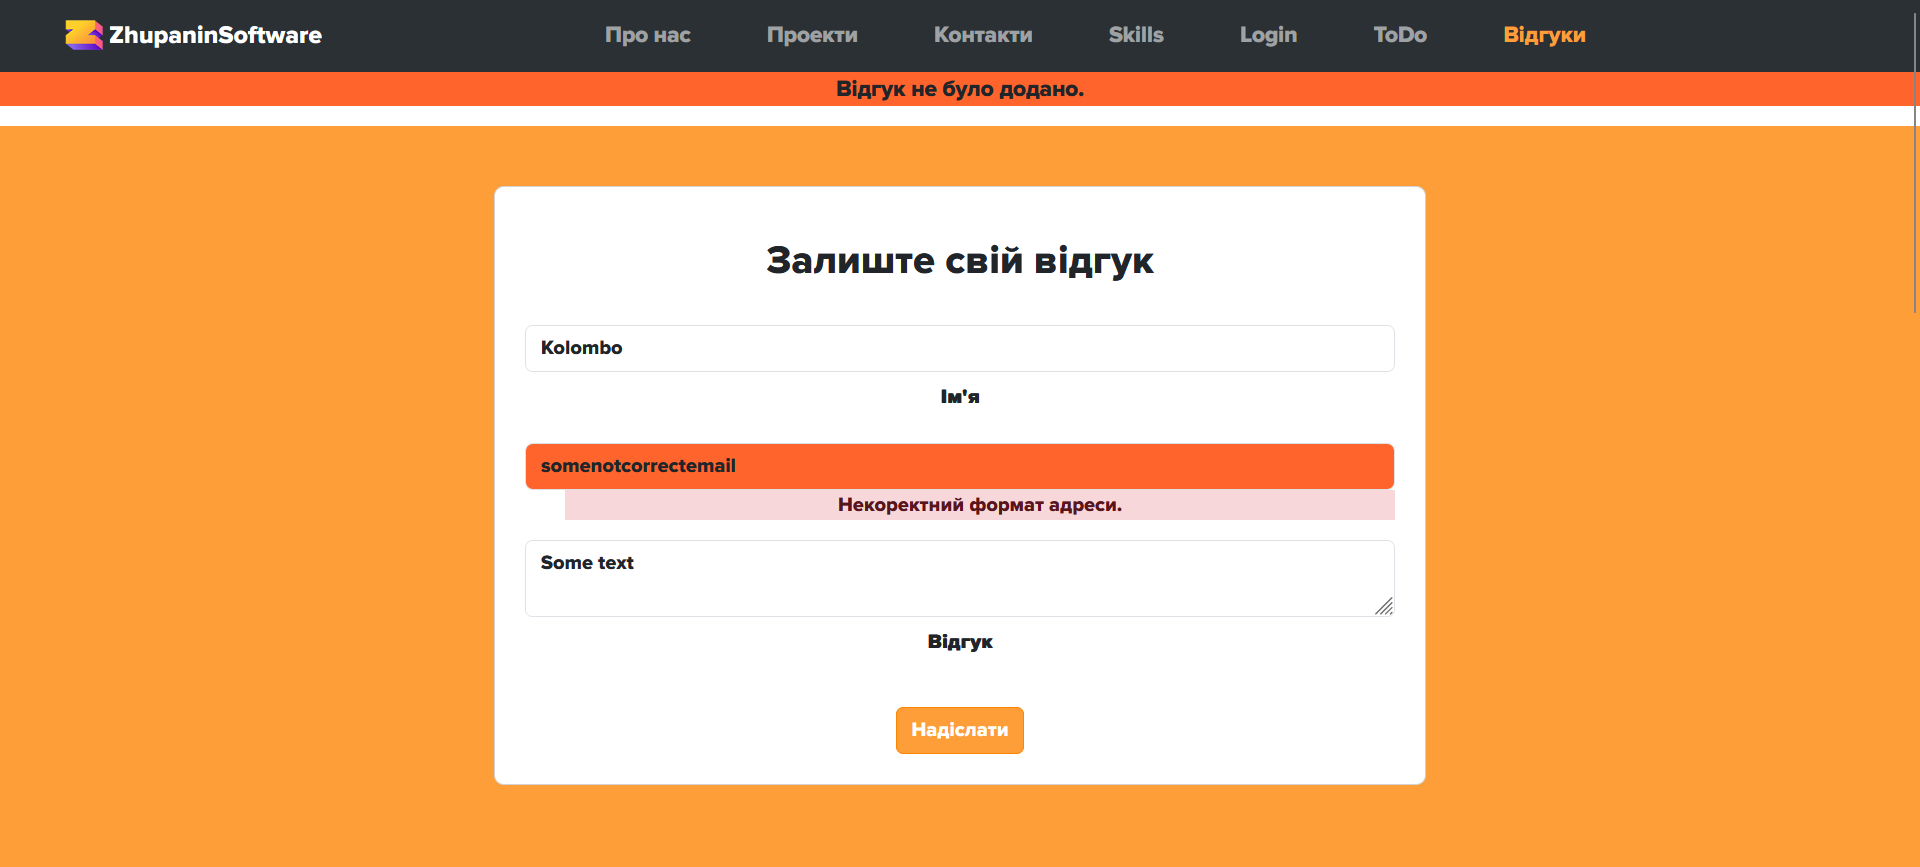 ZhupaninSoftware Про нас Проекти Контакти Skills Login ToDo Відгуки
Відгук не було додано.
Залиште свій відгук
Kolombo
Ім'я
somenotcorrectemail
Некоректний формат адреси.
Some text
Відгук
Надіслати